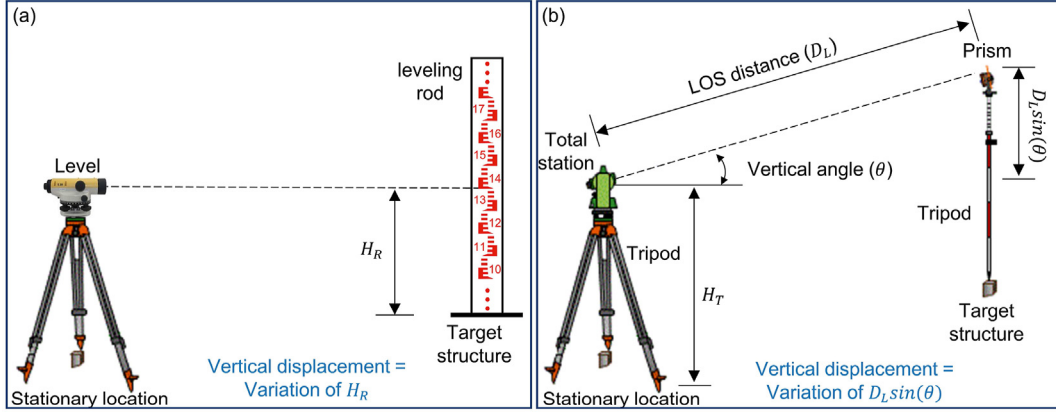 (a)
leveling
rod
17
16
15
14
13
12
11
10
Level
H_R
Target
structure
Vertical displacement =
Variation of H_R
Stationary location
(b)
Prism
LOS distance (D_L)
D_L sin(θ)
Total
station
Vertical angle (θ)
Tripod
Tripod
H_T
Target
structure
Vertical displacement =
Variation of D_L sin(θ)
Stationary location